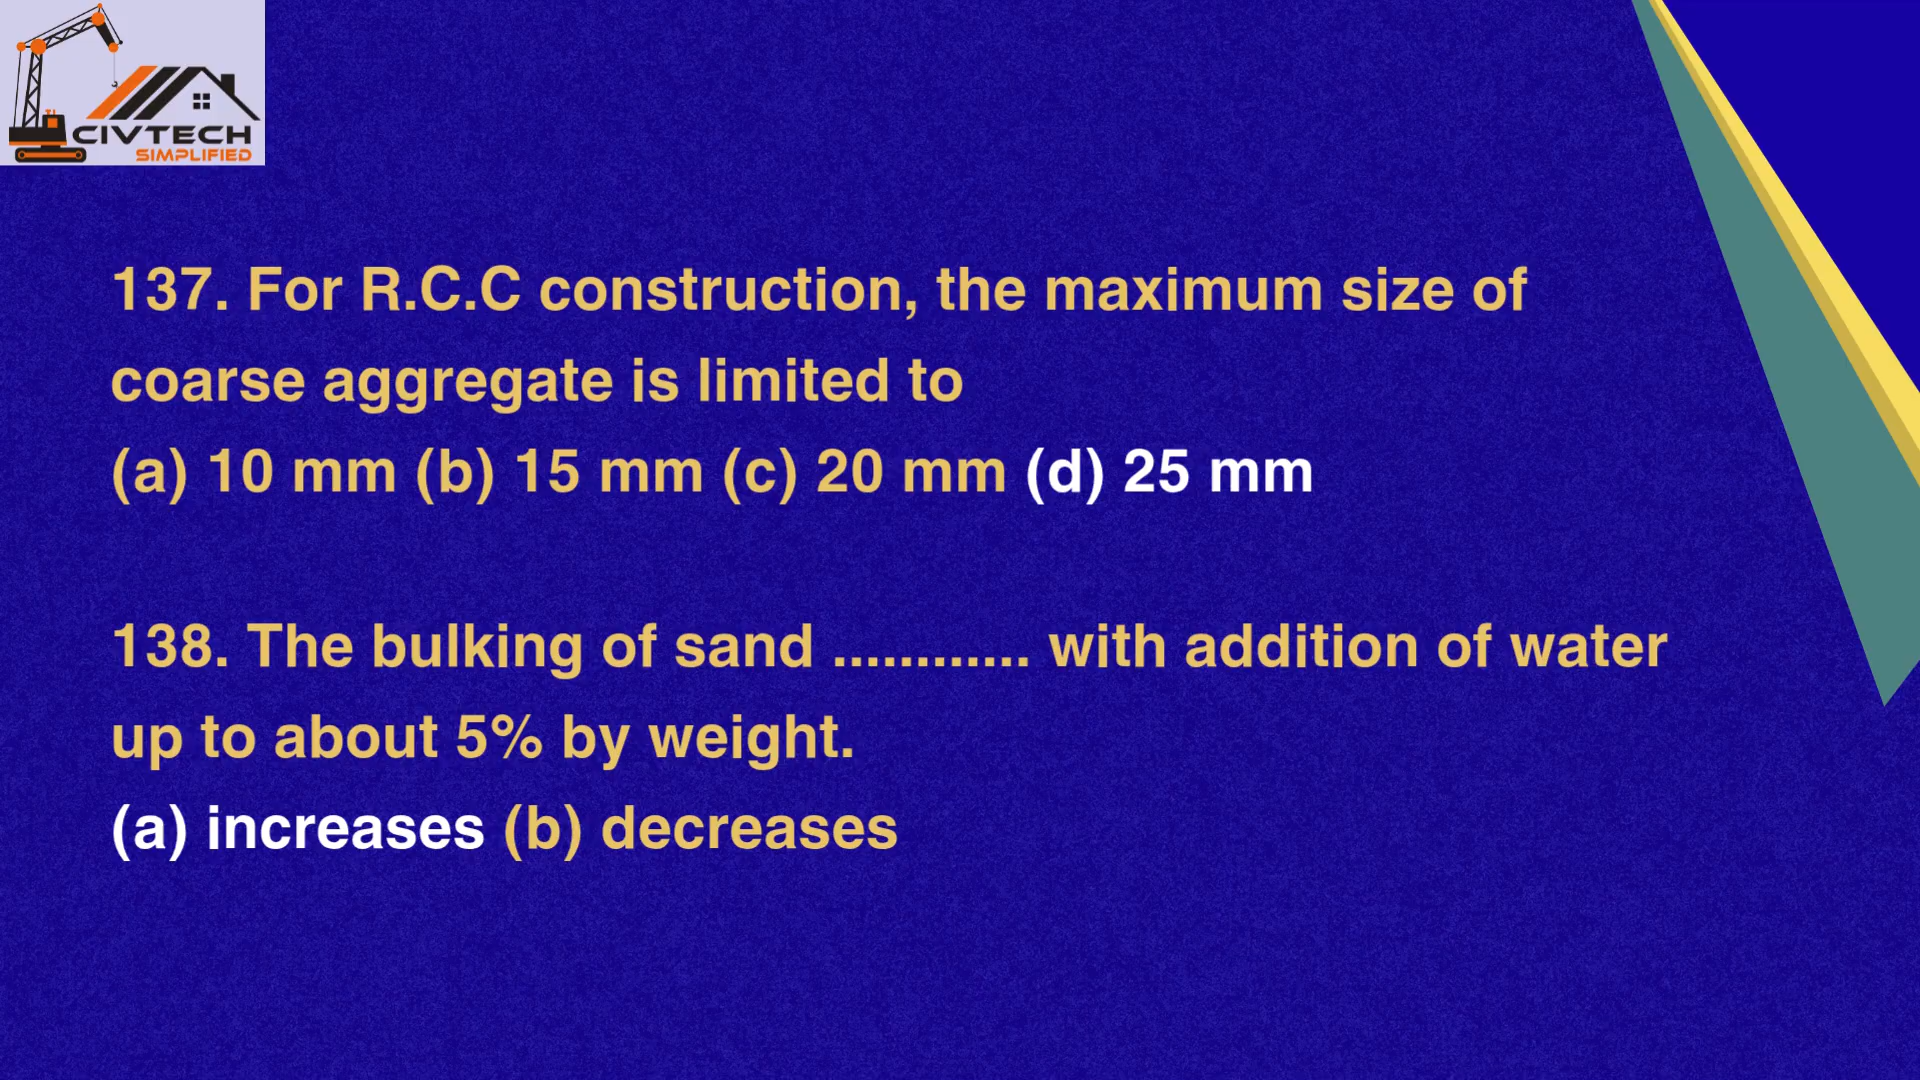 CIVTECH
SIMPLIFIED
137. For R.C.C construction, the maximum size of
coarse aggregate is limited to
(a) 10 mm (b) 15 mm (c) 20 mm (d) 25 mm
138. The bulking of sand ............ with addition of water
up to about 5% by weight.
(a) increases (b) decreases